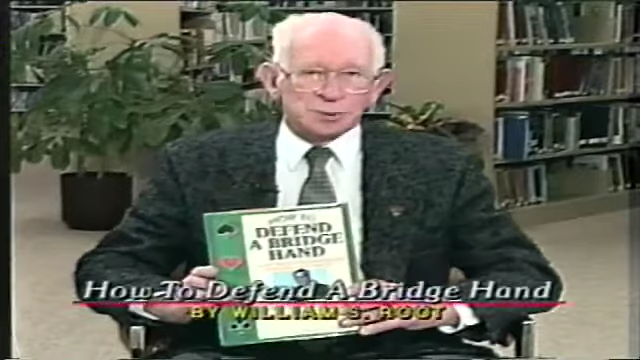 HOW TO
DEFEND
A BRIDGE
HAND
How To Defend A Bridge Hand
BY WILLIAM S. ROOT